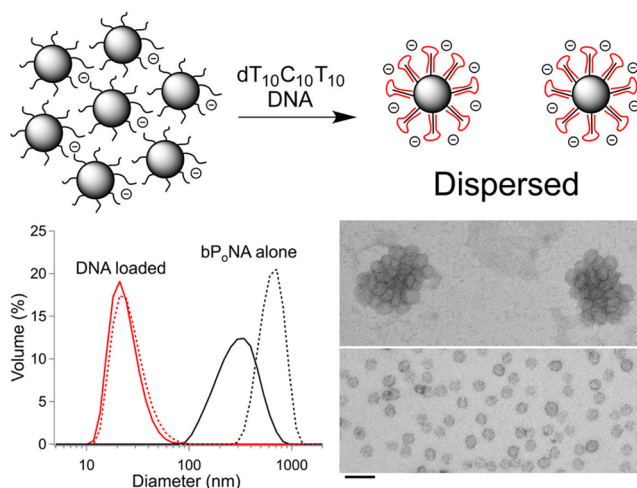 dT₁₀C₁₀T₁₀
DNA
Dispersed
DNA loaded
bPₒNA alone
Volume (%)
25
20
15
10
5
0
10
100
1000
Diameter (nm)